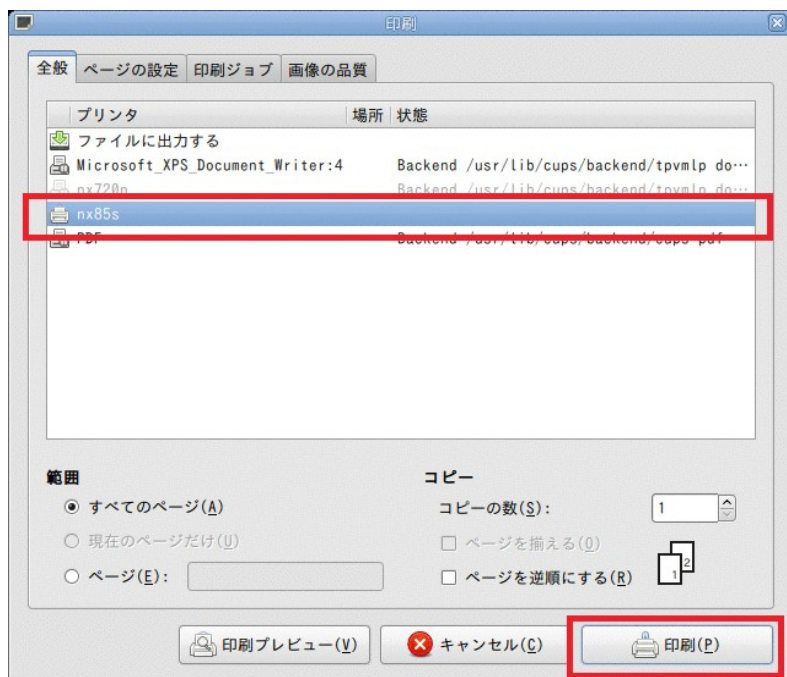 印刷
全般 ページの設定 印刷ジョブ 画像の品質
プリンタ 場所 状態
ファイルに出力する
Microsoft_XPS_Document_Writer:4 Backend /usr/lib/cups/backend/tpvmlp do…
nx720n Backend /usr/lib/cups/backend/tpvmlp do…
nx85s
PDF Backend /usr/lib/cups/backend/cups-pdf
範囲 コピー
すべてのページ(A) コピーの数(S): 1
現在のページだけ(U) ページを揃える(O)
ページ(E): ページを逆順にする(R) 1 2
印刷プレビュー(V) キャンセル(C) 印刷(P)